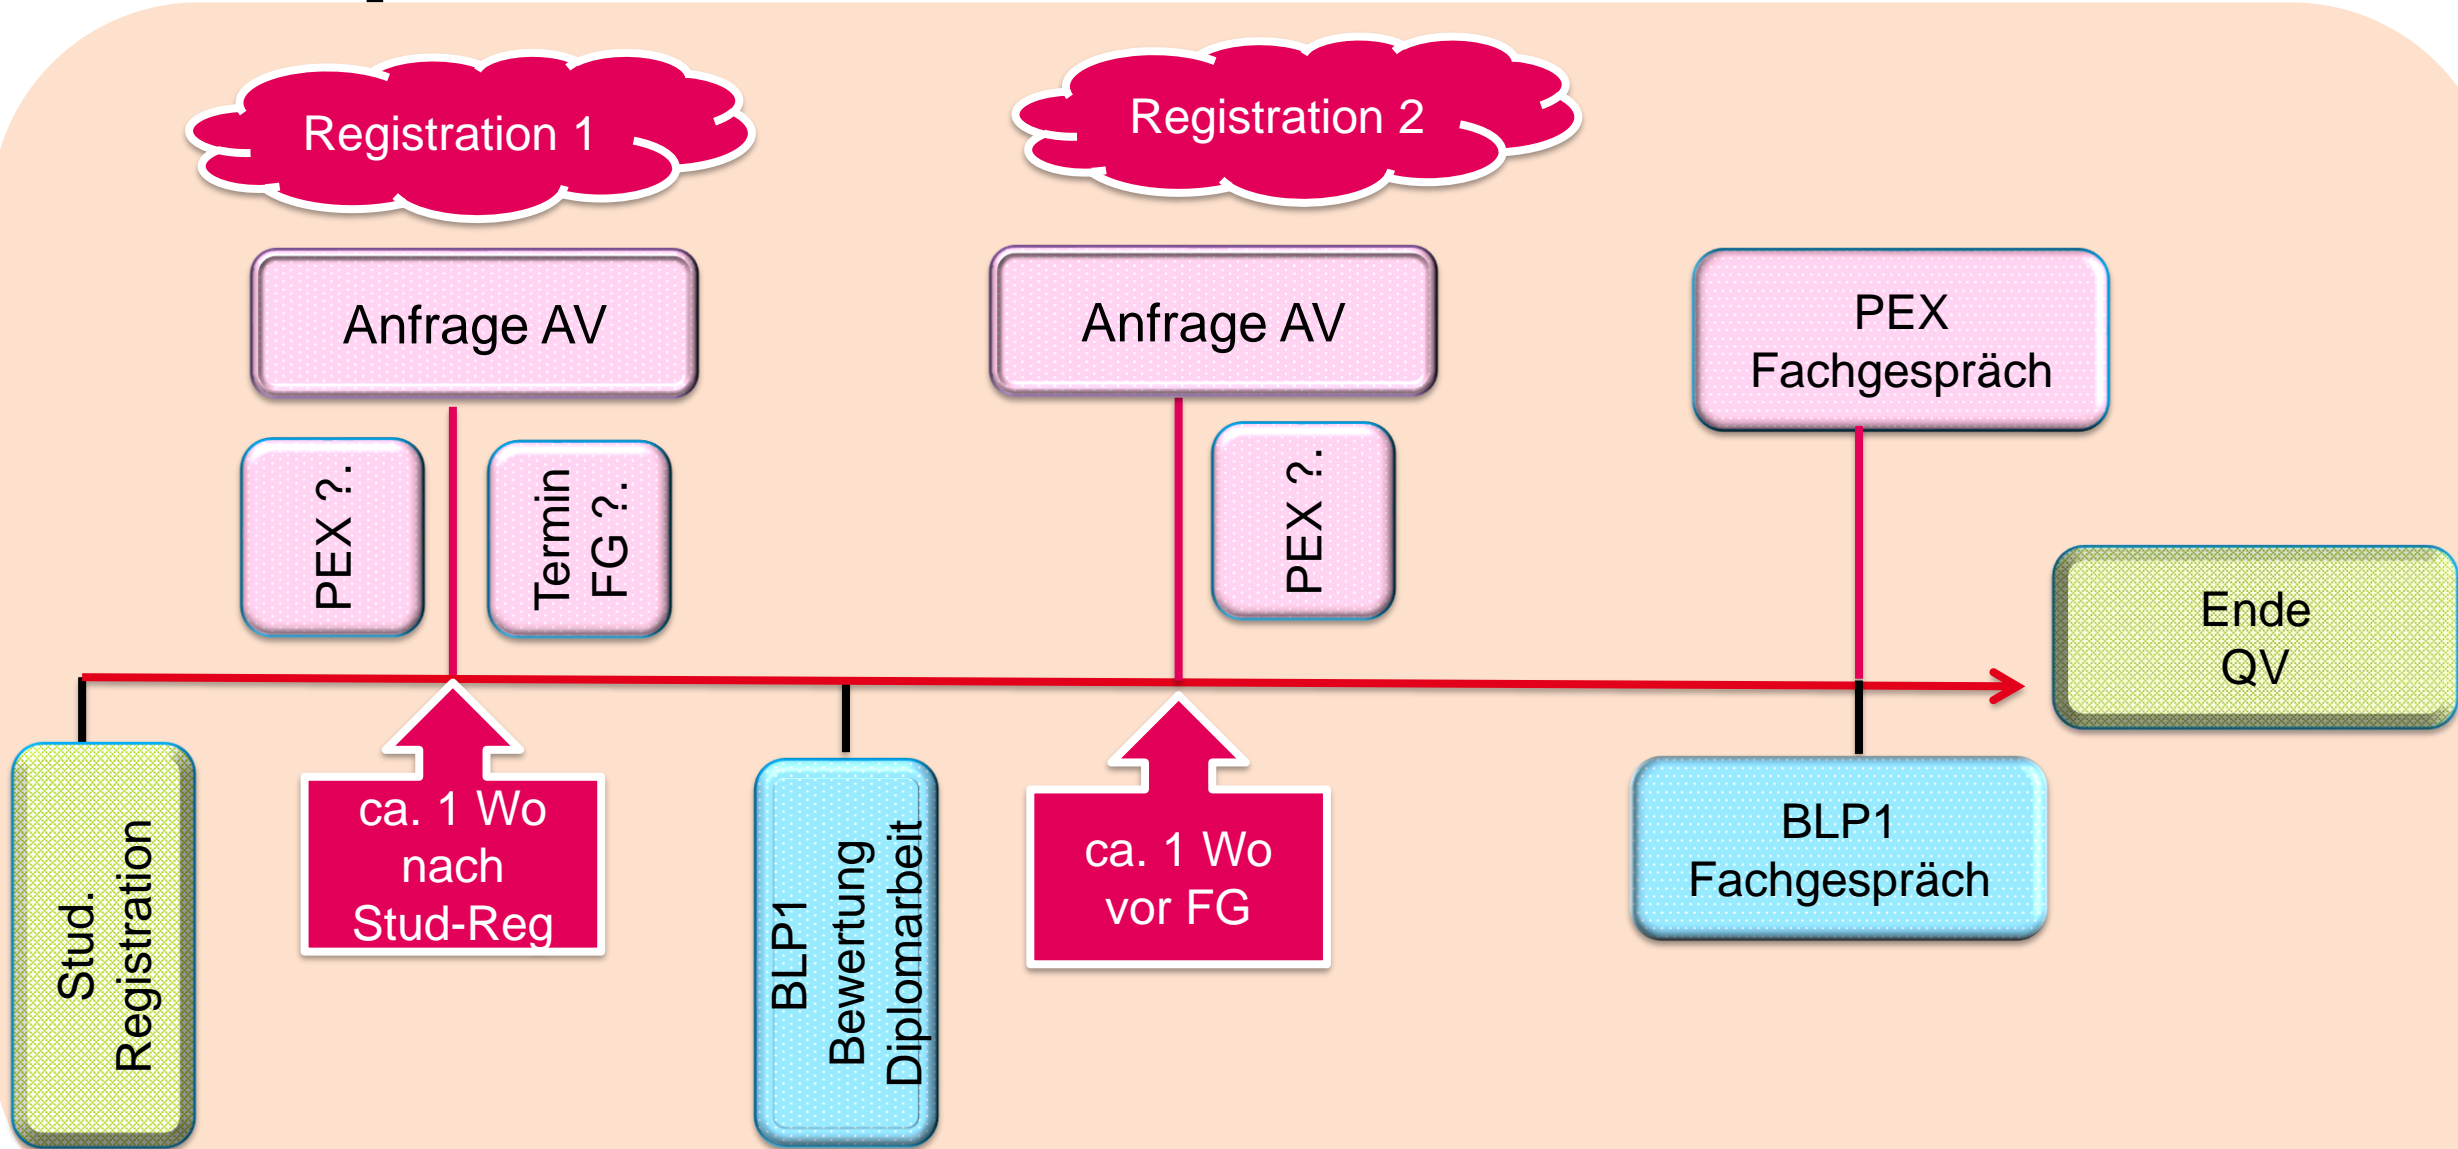 Registration 1
Registration 2
Anfrage AV
Anfrage AV
PEX
Fachgespräch
PEX ?.
Termin
FG ?.
PEX ?.
Ende
QV
Stud.
Registration
ca. 1 Wo
nach
Stud-Reg
BLP1
Bewertung
Diplomarbeit
ca. 1 Wo
vor FG
BLP1
Fachgespräch